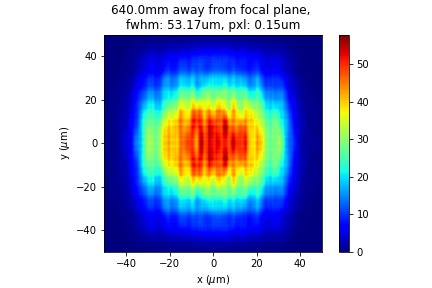 640.0mm away from focal plane,
fwhm: 53.17um, pxl: 0.15um
40
20
0
−20
−40
y (μm)
−40 −20 0 20 40
x (μm)
50
40
30
20
10
0